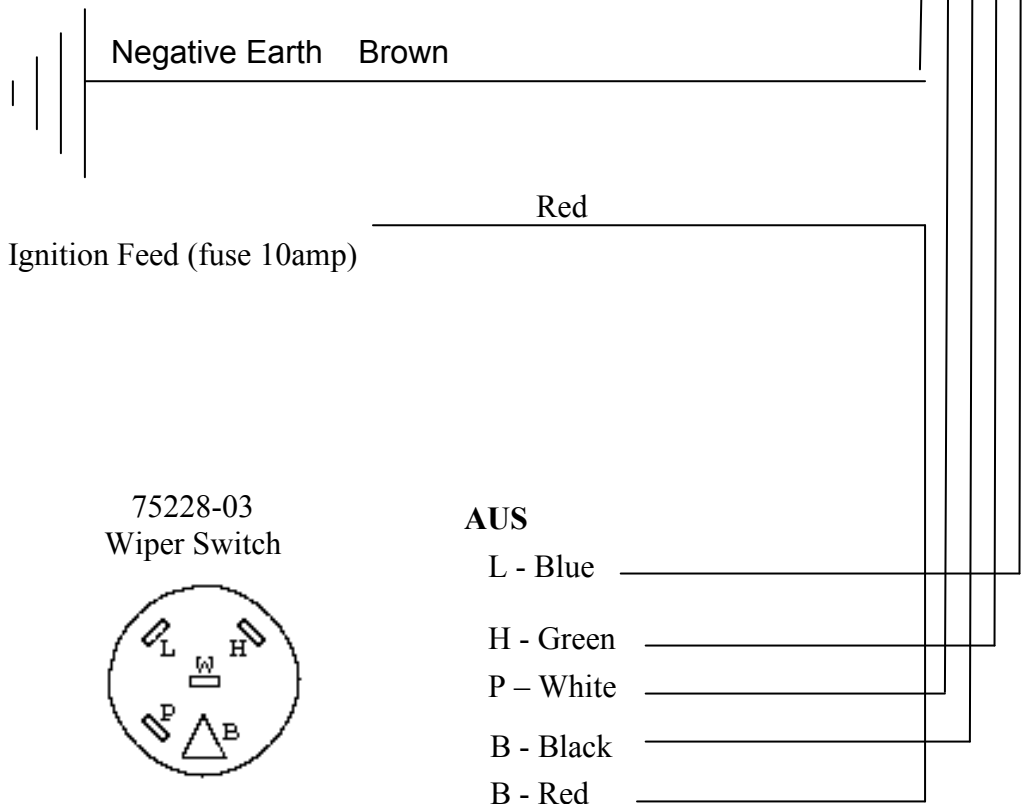 Negative Earth Brown
Red
Ignition Feed (fuse 10amp)
75228-03
Wiper Switch
AUS
L - Blue
H - Green
P – White
B - Black
B - Red
L
H
W
P
B